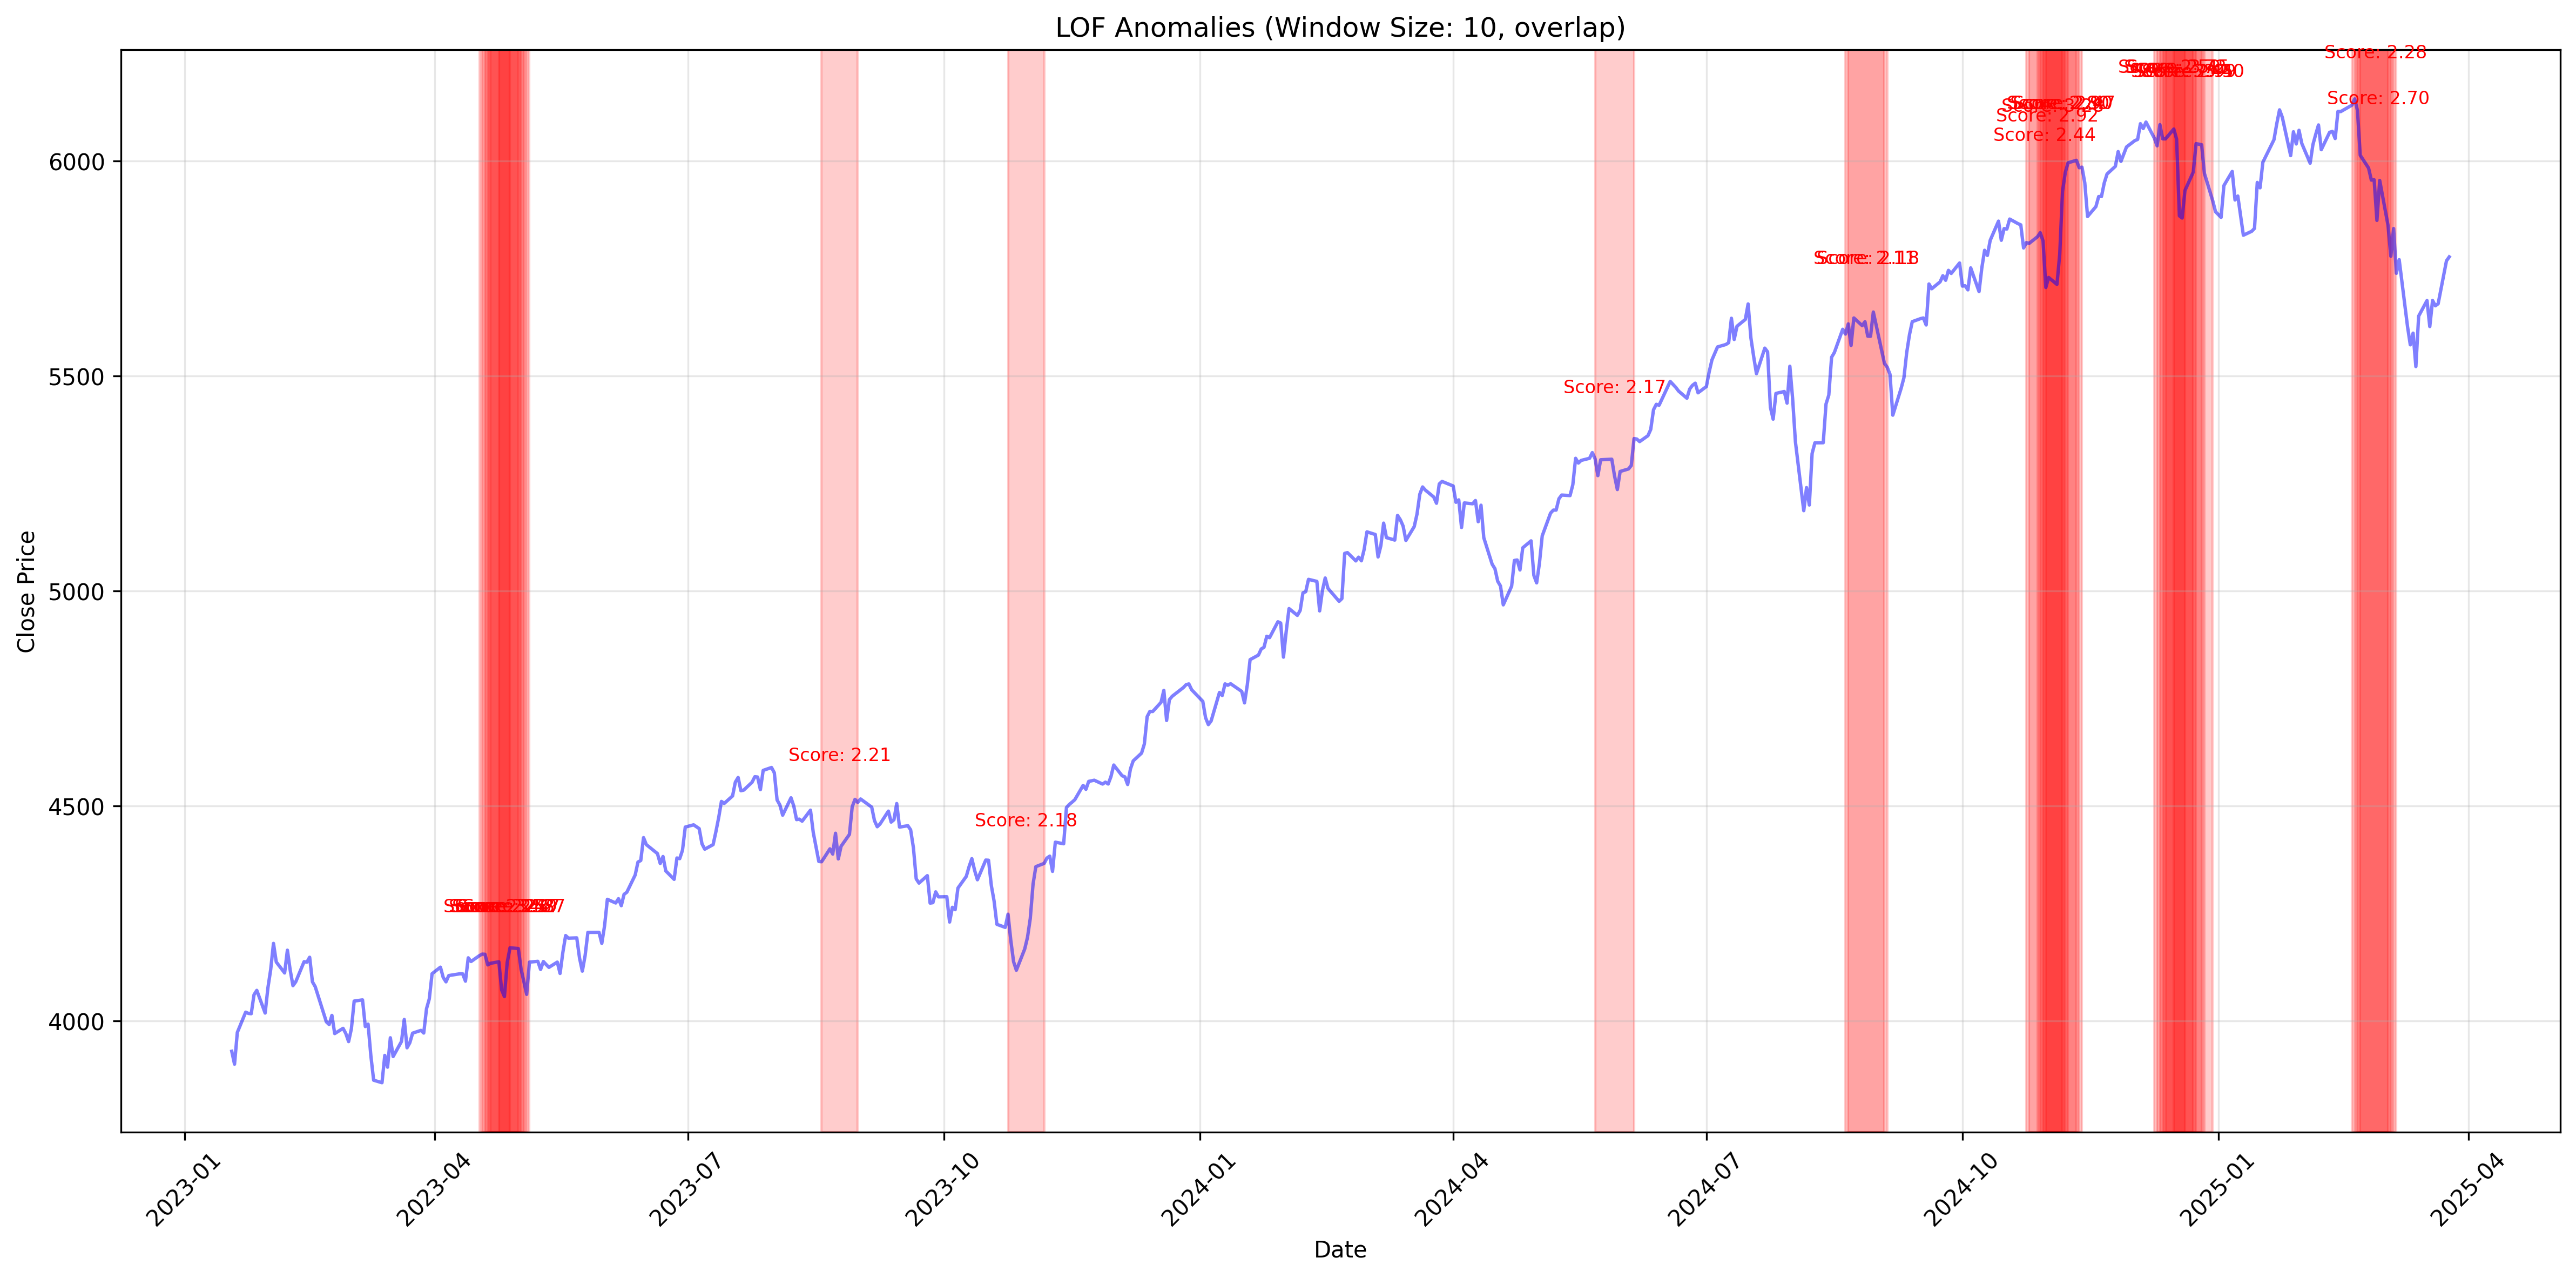 LOF Anomalies (Window Size: 10, overlap)
Score: 2.28
Score: 2.70
Score: 2.92
Score: 2.44
6000
Score: 2.18
5500
Score: 2.17
5000
Score: 2.21
4500
Score: 2.18
4000
Close Price
2023-01
2023-04
2023-07
2023-10
2024-01
2024-04
2024-07
2024-10
2025-01
2025-04
Date